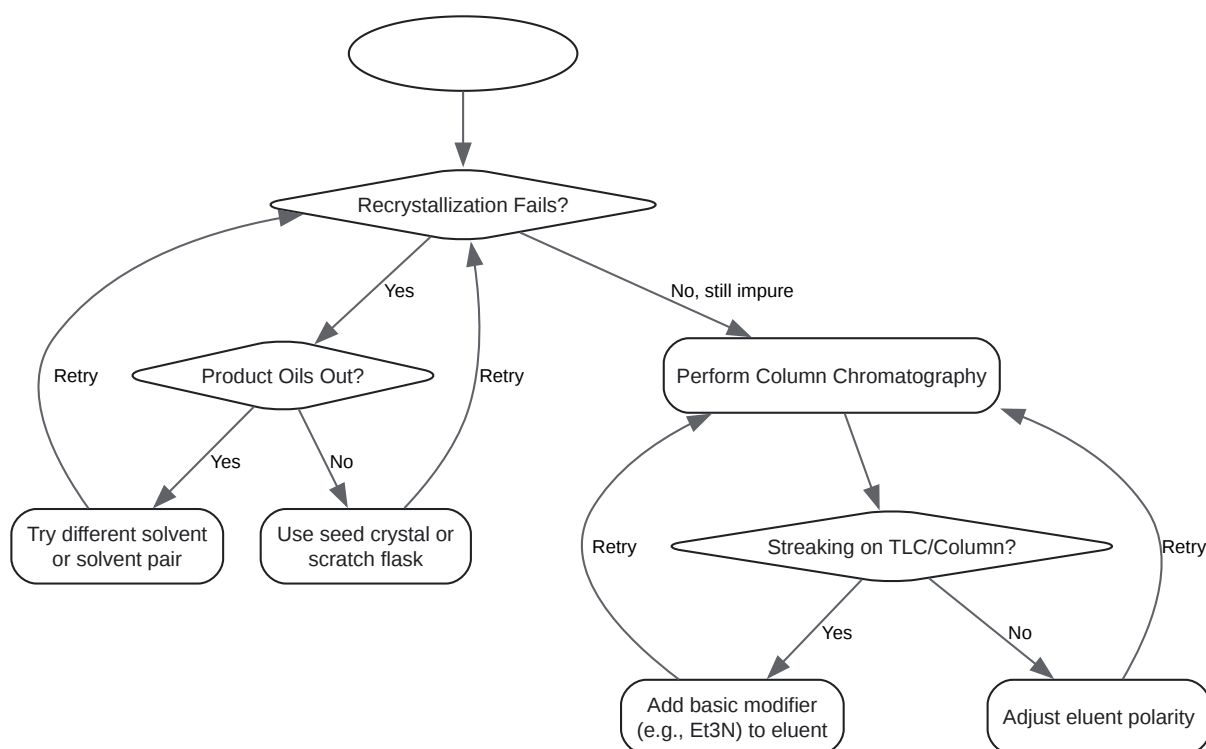 Recrystallization Fails?
Yes
No, still impure
Retry
Product Oils Out?
Retry
Perform Column Chromatography
Yes
No
Try different solvent
or solvent pair
Use seed crystal or
scratch flask
Retry
Streaking on TLC/Column?
Retry
Yes
No
Add basic modifier
(e.g., Et3N) to eluent
Adjust eluent polarity